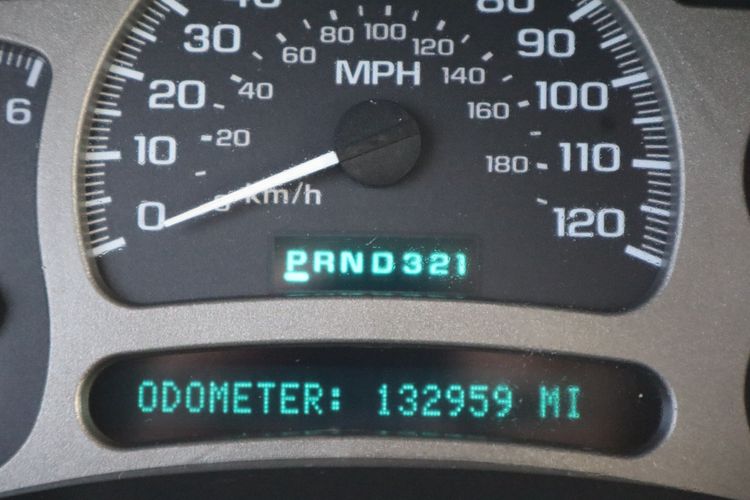 40 80
30 60 80 100 120 90
MPH
6 20 40 140 100
160
10 20 180 110
0 km/h 120
PRND321
ODOMETER: 132959 MI